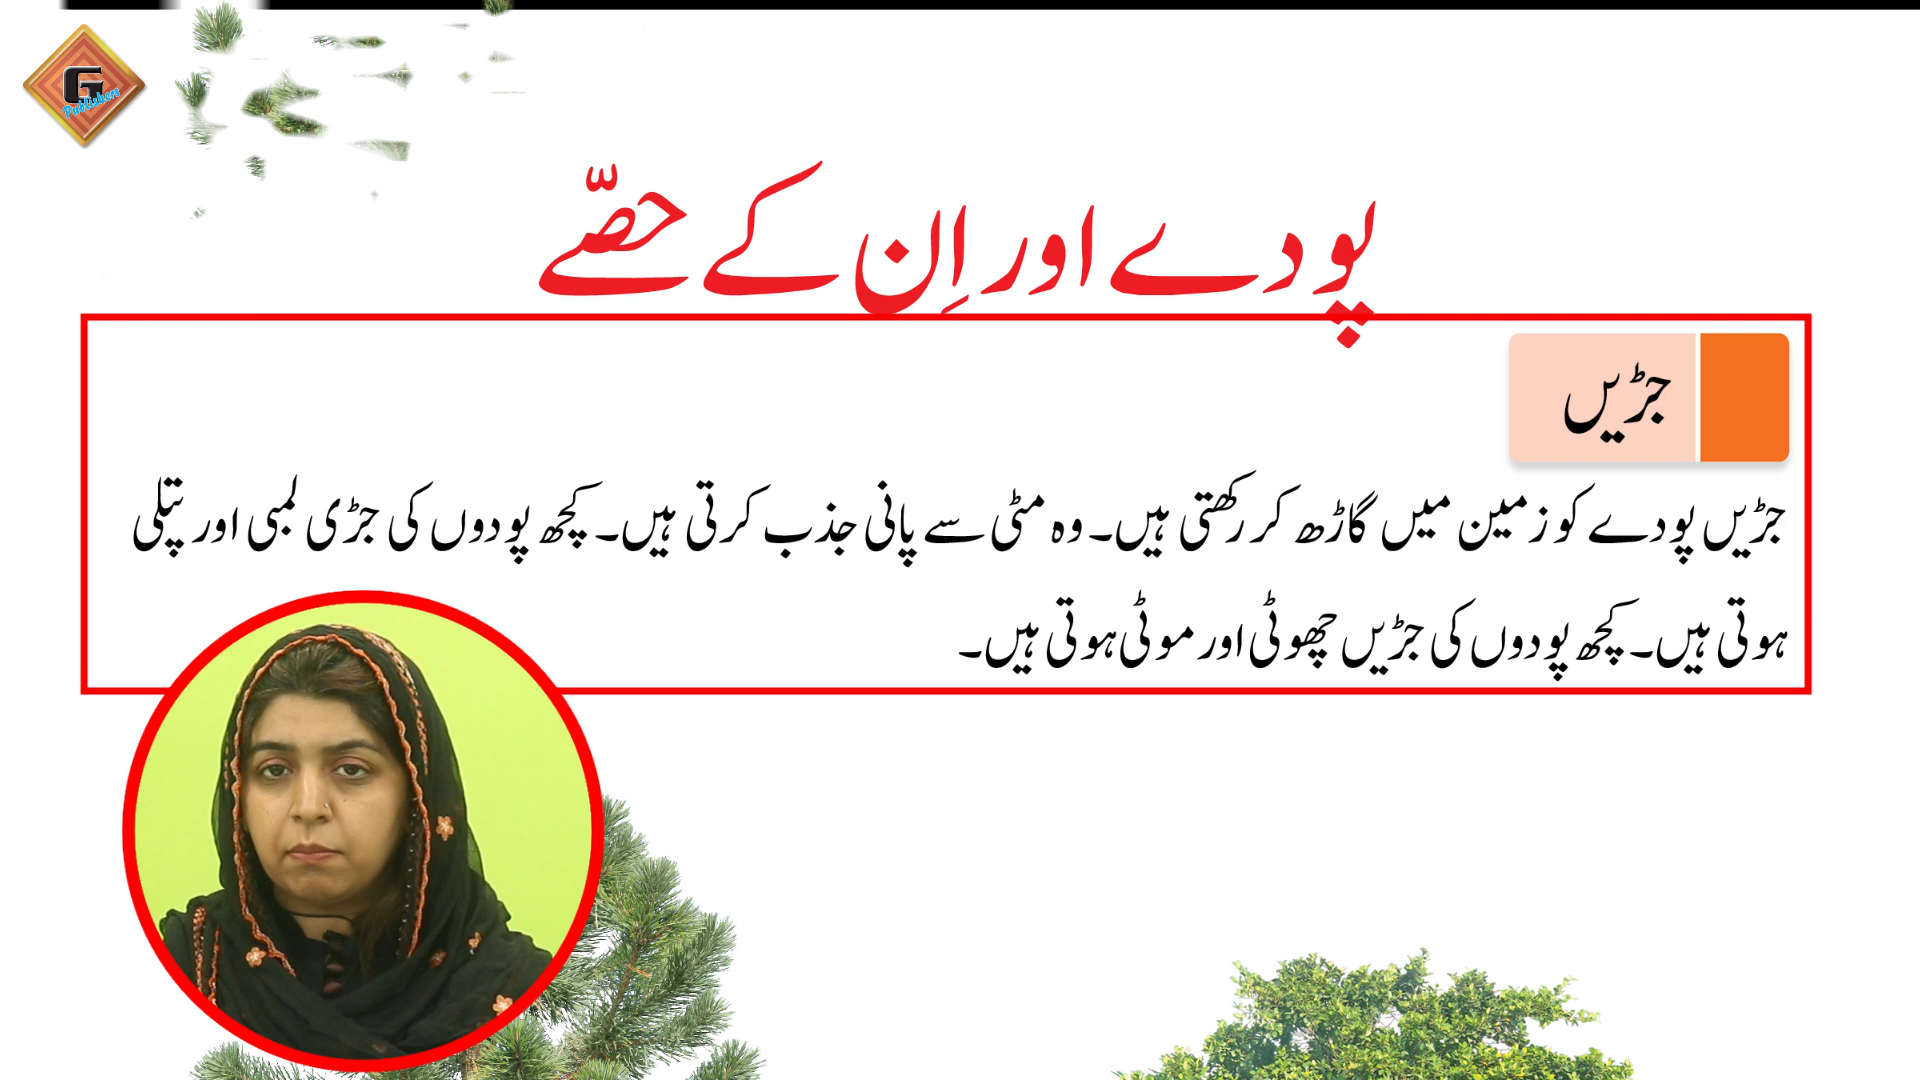 G
Publishers
پودے اور اِن کے حصّے
جڑیں
جڑیں پودے کو زمین میں گاڑھ کر رکھتی ہیں۔ وہ مٹی سے پانی جذب کرتی ہیں۔ کچھ پودوں کی جڑی لمبی اور پتلی
ہوتی ہیں۔ کچھ پودوں کی جڑیں چھوٹی اور موٹی ہوتی ہیں۔